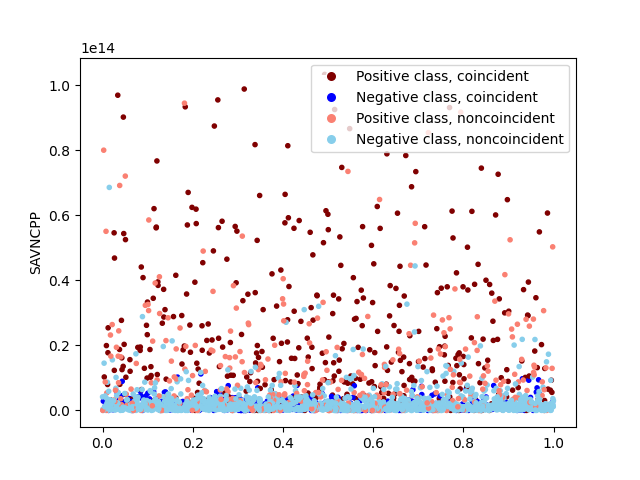 1e14
Positive class, coincident
Negative class, coincident
Positive class, noncoincident
Negative class, noncoincident
1.0
0.8
0.6
0.4
0.2
0.0
SAVNCPP
0.0 0.2 0.4 0.6 0.8 1.0